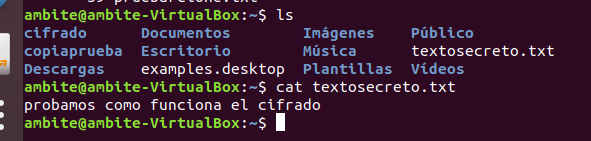 ambite@ambite-VirtualBox:~$ ls
cifrado Documentos Imágenes Público
copiaprueba Escritorio Música textosecreto.txt
Descargas examples.desktop Plantillas Vídeos
ambite@ambite-VirtualBox:~$ cat textosecreto.txt
probamos como funciona el cifrado
ambite@ambite-VirtualBox:~$